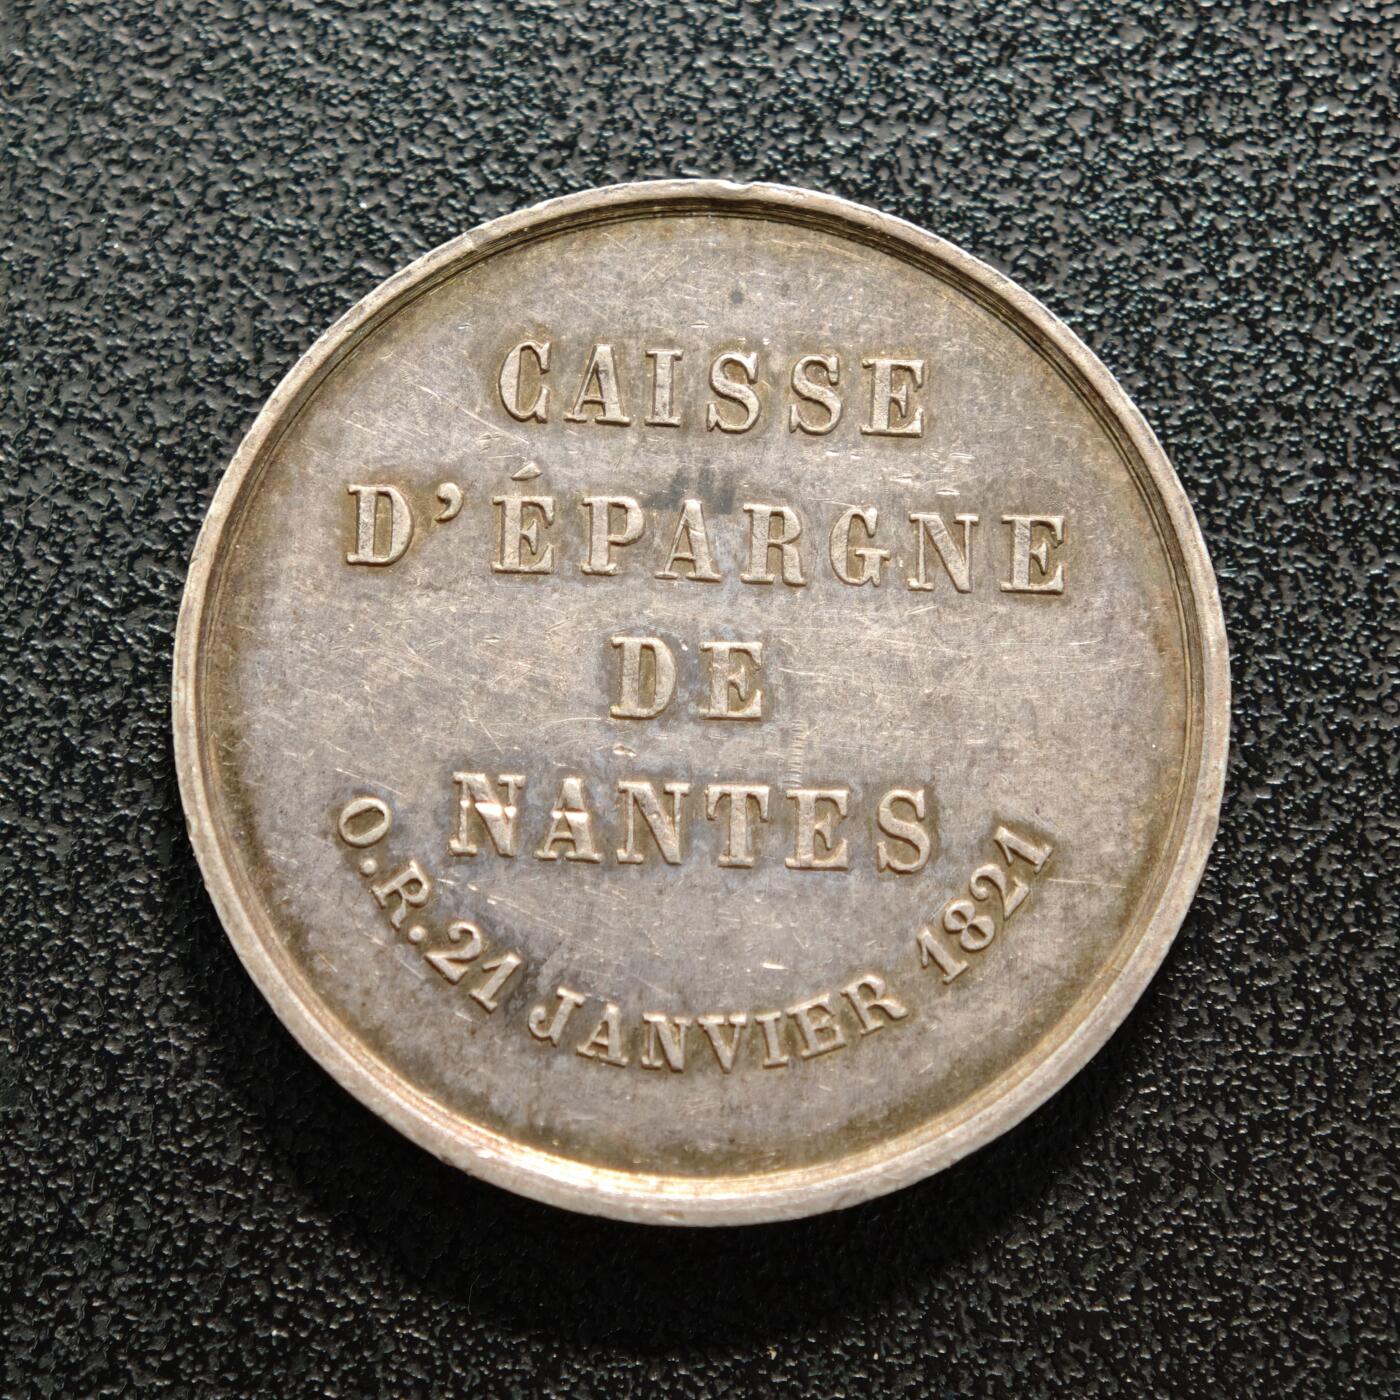 CAISSE
D'ÉPARGNE
DE
NANTES
O.R.21 JANVIER 1821